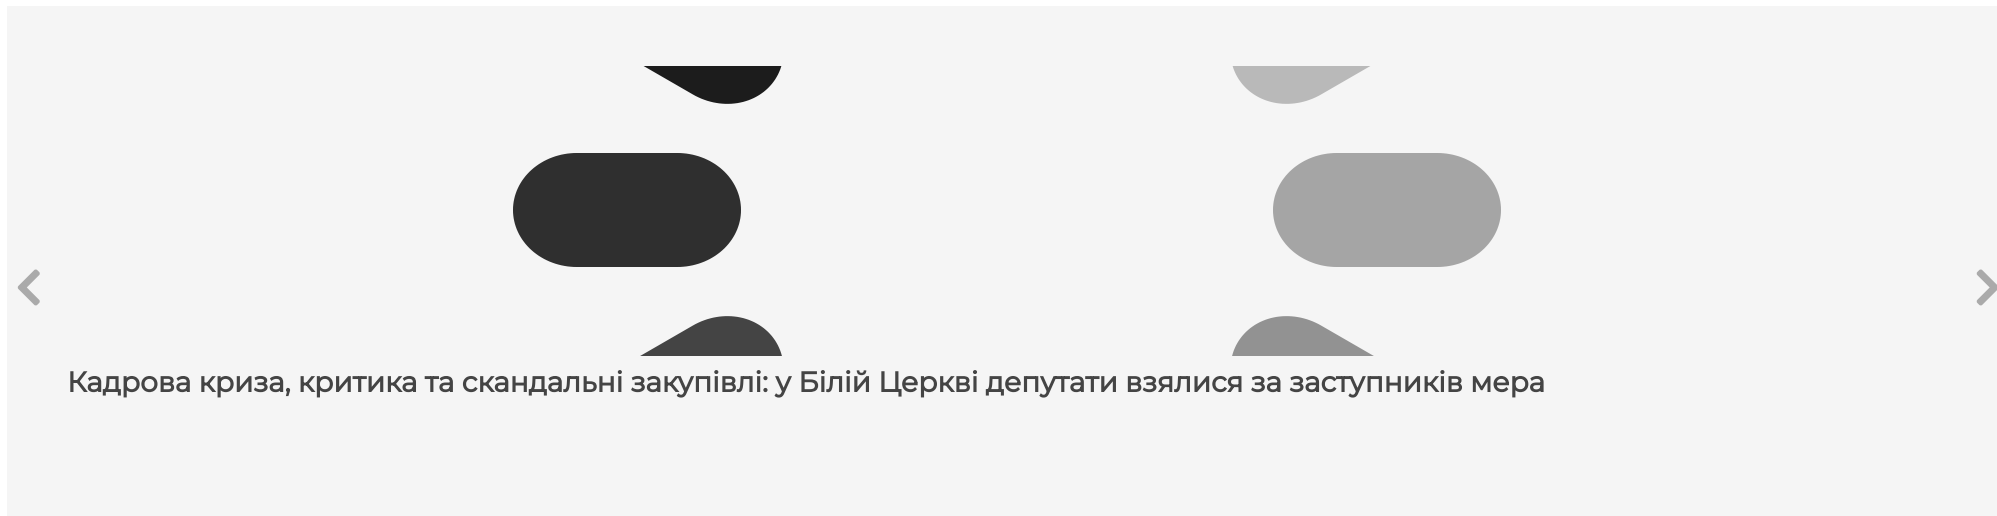 Кадрова криза, критика та скандальні закупівлі: у Білій Церкві депутати взялися за заступників мера